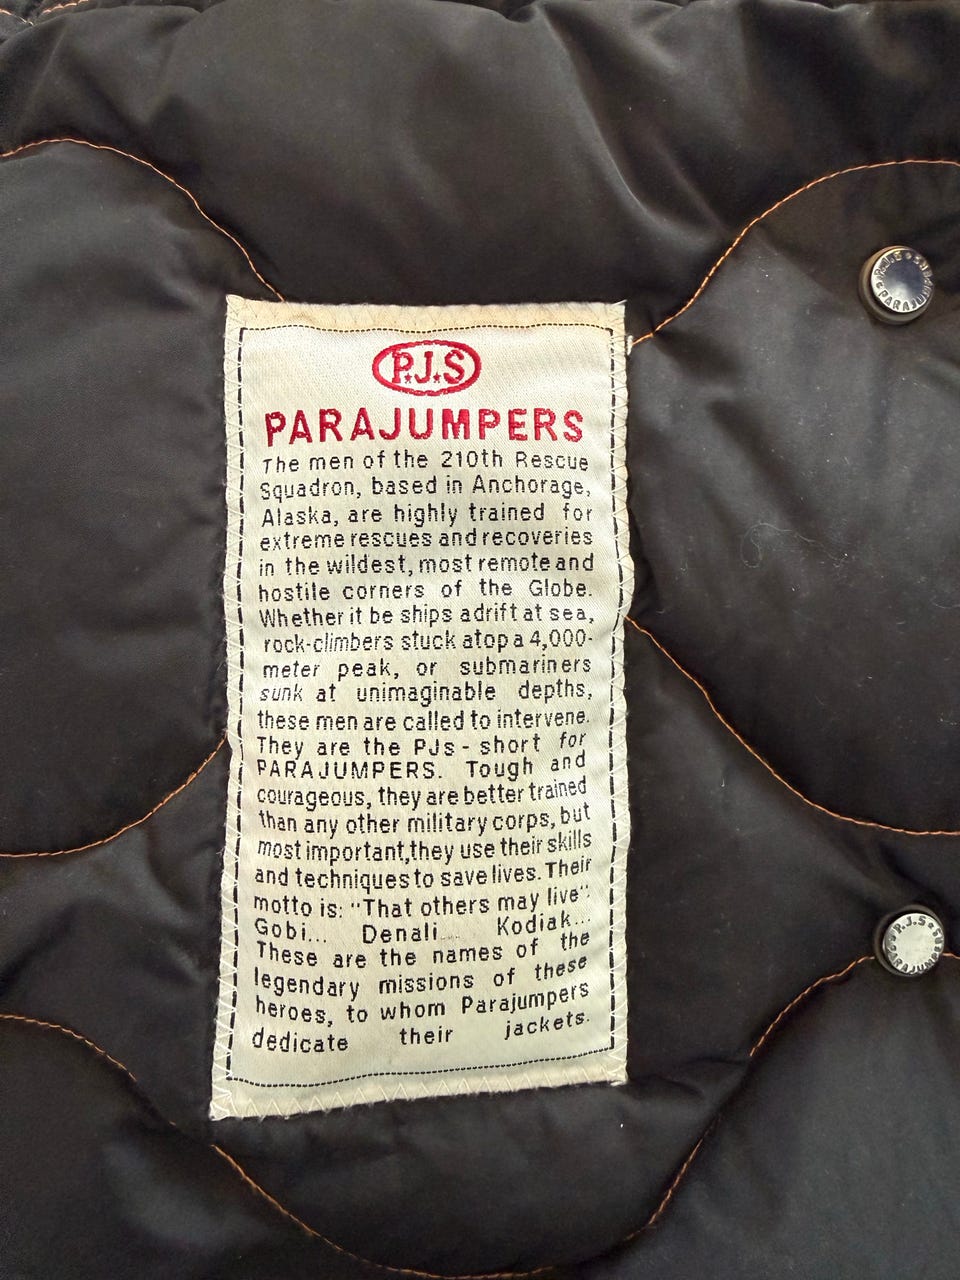 P.J.S
PARAJUMPERS
The men of the 210th Rescue
Squadron, based in Anchorage,
Alaska, are highly trained for
extreme rescues and recoveries
in the wildest, most remote and
hostile corners of the Globe.
Whether it be ships adrift at sea,
rock-climbers stuck atop a 4,000-
meter peak, or submariners
sunk at unimaginable depths,
these men are called to intervene.
They are the PJs - short for
PARAJUMPERS. Tough and
courageous, they are better trained
than any other military corps, but
most important, they use their skills
and techniques to save lives. Their
motto is: "That others may live".
Gobi... Denali... Kodiak...
These are the names of the
legendary missions of these
heroes, to whom Parajumpers
dedicate their jackets.
P.J.S
PARAJUMPERS